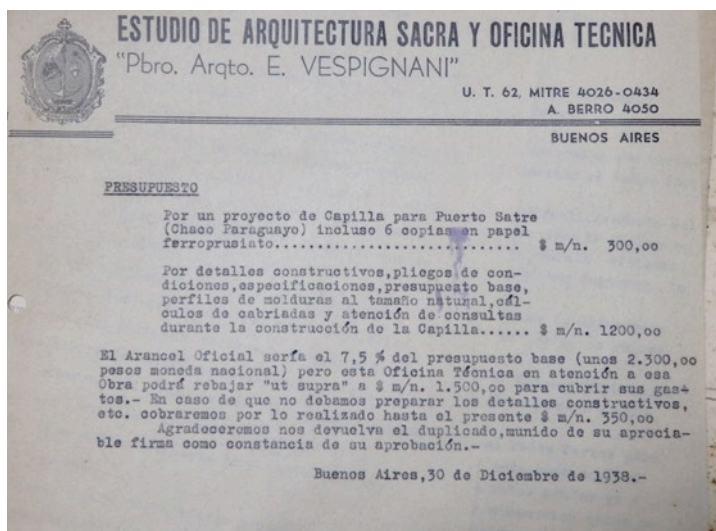 ESTUDIO DE ARQUITECTURA SACRA Y OFICINA TECNICA
"Pbro. Arqto. E. VESPIGNANI"
U. T. 62, MITRE 4026-0434
A. BERRO 4050
BUENOS AIRES
PRESUPUESTO
Por un proyecto de Capilla para Puerto Satre
(Chaco Paraguayo) incluso 6 copias en papel
ferroprusiato............................ $ m/n. 300,oo
Por detalles constructivos,pliegos de con-
diciones,especificaciones,presupuesto base,
perfiles de molduras al tamaño natural,cál-
culos de cabriadas y atención de consultas
durante la construcción de la Capilla...... $ m/n. 1200,oo
El Arancel Oficial sería el 7,5 % del presupuesto base (unos 2.300,oo
pesos moneda nacional) pero esta Oficina Técnica en atención a esa
Obra podrá rebajar "ut supra" a $ m/n. 1.500,oo para cubrir sus gas-
tos.- En caso de que no debamos preparar los detalles constructivos,
etc. cobraremos por lo realizado hasta el presente $ m/n. 350,oo
Agradeceremos nos devuelva el duplicado,munido de su aprecia-
ble firma como constancia de su aprobación.-
Buenos Aires,30 de Diciembre de 1938.-